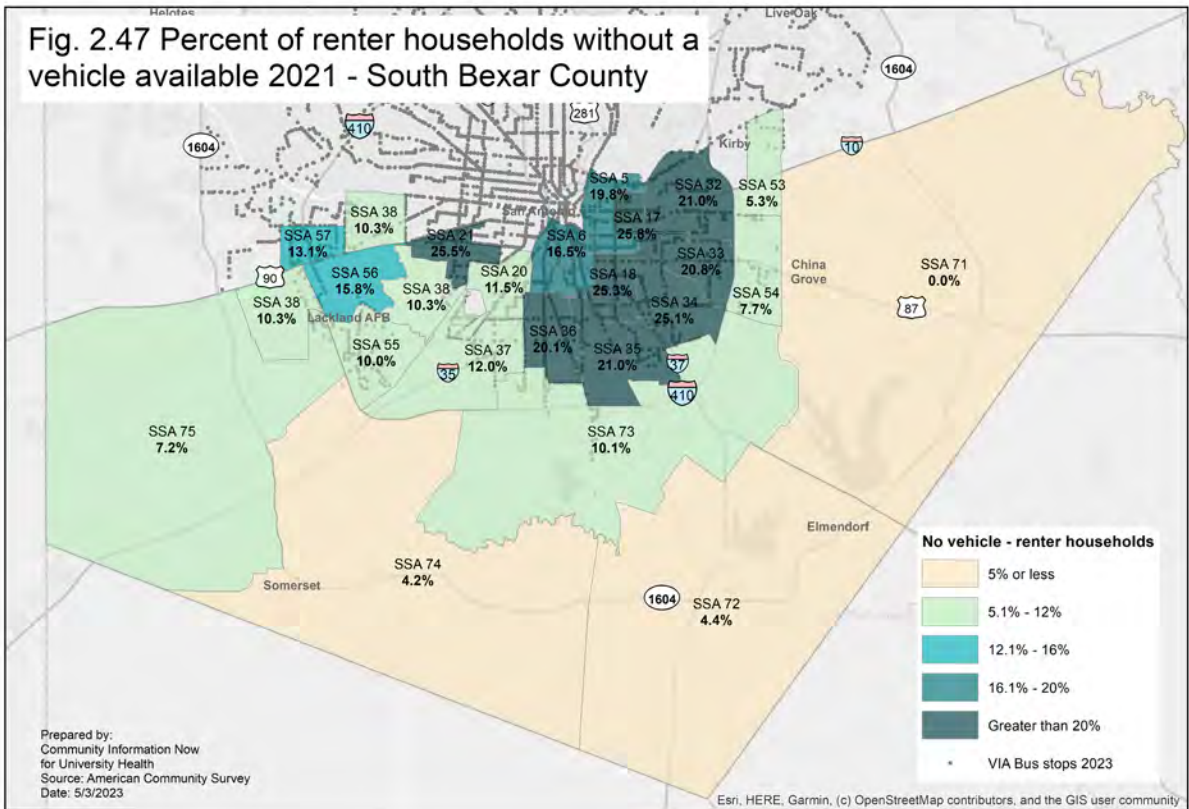 Helotes
Live Oak
Fig. 2.47 Percent of renter households without a
vehicle available 2021 - South Bexar County
1604
281
410
1604
Kirby
10
SSA 5
19.8%
SSA 32
21.0%
SSA 53
5.3%
SSA 38
10.3%
San Antonio
SSA 17
25.8%
SSA 57
13.1%
SSA 21
25.5%
SSA 6
16.5%
SSA 33
20.8%
China
Grove
SSA 71
0.0%
90
SSA 56
15.8%
SSA 38
10.3%
SSA 20
11.5%
SSA 18
25.3%
SSA 54
7.7%
SSA 38
10.3%
Lackland AFB
SSA 34
25.1%
87
SSA 55
10.0%
SSA 37
12.0%
SSA 36
20.1%
SSA 35
21.0%
35
37
410
SSA 75
7.2%
SSA 73
10.1%
Elmendorf
SSA 74
4.2%
Somerset
1604
SSA 72
4.4%
No vehicle - renter households
5% or less
5.1% - 12%
12.1% - 16%
16.1% - 20%
Greater than 20%
VIA Bus stops 2023
Prepared by:
Community Information Now
for University Health
Source: American Community Survey
Date: 5/3/2023
Esri, HERE, Garmin, (c) OpenStreetMap contributors, and the GIS user community